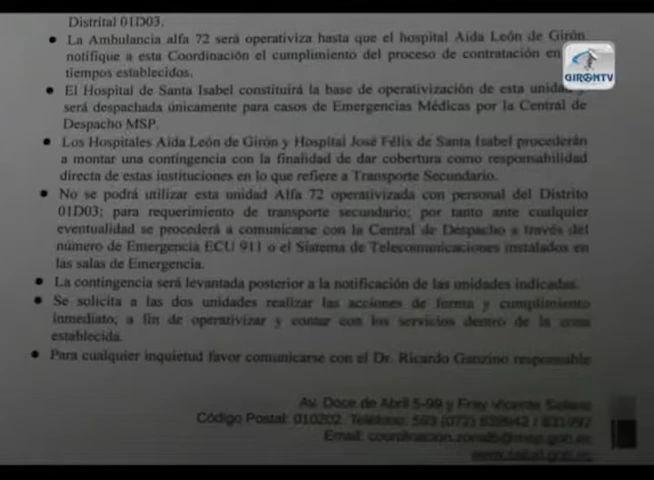 Distrital 01D03.
• La Ambulancia alfa 72 será operativiza hasta que el hospital Aida León de Girón
notifique a esta Coordinación el cumplimiento del proceso de contratación en
tiempos establecidos.
• El Hospital de Santa Isabel constituirá la base de operativización de esta unidad y
será despachada únicamente para casos de Emergencias Médicas por la Central de
Despacho MSP.
• Los Hospitales Aida León de Girón y Hospital José Félix de Santa Isabel procederán
a montar una contingencia con la finalidad de dar cobertura como responsabilidad
directa de estas instituciones en lo que refiere a Transporte Secundario.
• No se podrá utilizar esta unidad Alfa 72 operativizada con personal del Distrito
01D03; para requerimiento de transporte secundario; por tanto ante cualquier
eventualidad se procederá a comunicarse con la Central de Despacho a través del
número de Emergencia ECU 911 o el Sistema de Telecomunicaciones instalados en
las salas de Emergencia.
• La contingencia será levantada posterior a la notificación de las unidades indicadas.
• Se solicita a las dos unidades realizar las acciones de forma y cumplimiento
inmediato, a fin de operativizar y contar con los servicios dentro de la zona
establecida.
• Para cualquier inquietud favor comunicarse con el Dr. Ricardo Ganzino responsable
Av. Doce de Abril 5-99 y Fray Vicente Solano
Código Postal: 010202. Teléfono: 593 (072)
Email:
GIRONTV